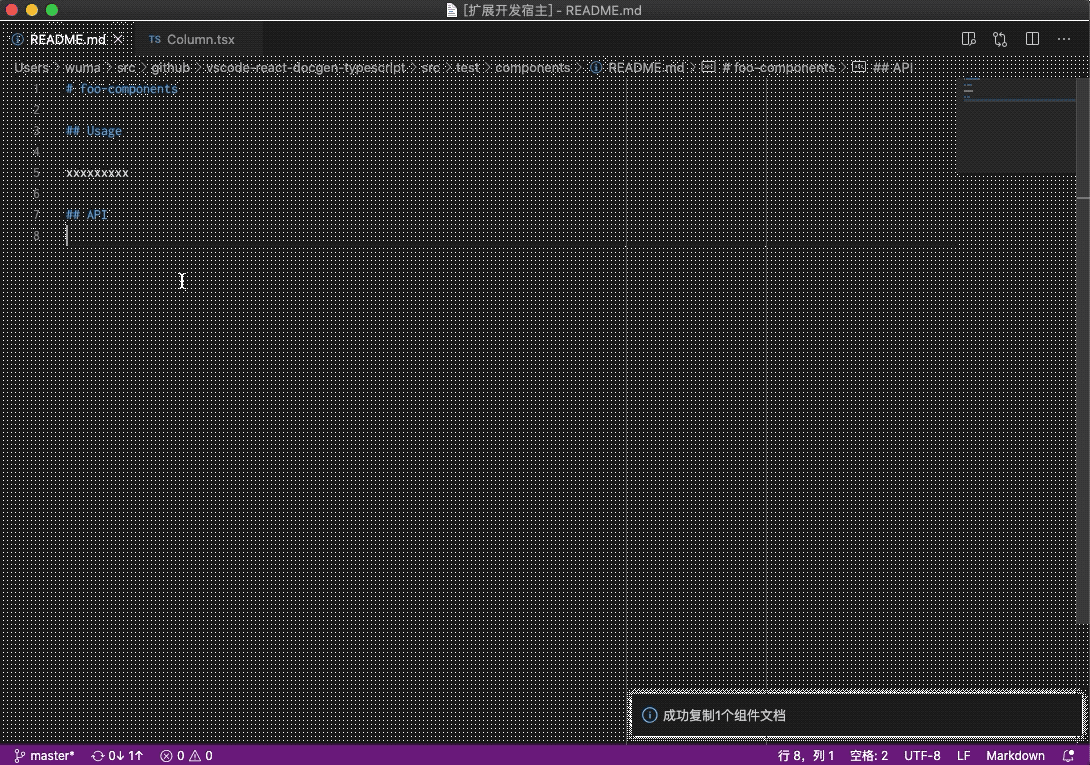 [扩展开发宿主] - README.md
README.md
TS Column.tsx
Users > wuma > src > github > vscode-react-docgen-typescript > src > test > components > README.md > # foo-components > ## API
1 # foo-components
2
3 ## Usage
4
5 xxxxxxxxx
6
7 ## API
8
成功复制1个组件文档
master* 0↓ 1↑ 0 0 行 8，列 1 空格: 2 UTF-8 LF Markdown